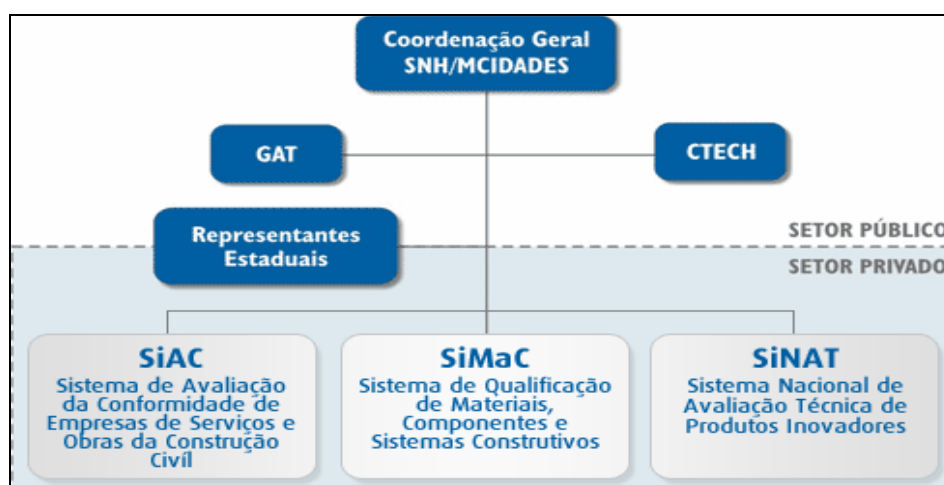 Coordenação Geral
SNH/MCIDADES
GAT
CTECH
Representantes
Estaduais
SETOR PÚBLICO
SETOR PRIVADO
SiAC
Sistema de Avaliação
da Conformidade de
Empresas de Serviços e
Obras da Construção
Civíl
SiMaC
Sistema de Qualificação
de Materiais,
Componentes e
Sistemas Construtivos
SiNAT
Sistema Nacional de
Avaliação Técnica de
Produtos Inovadores